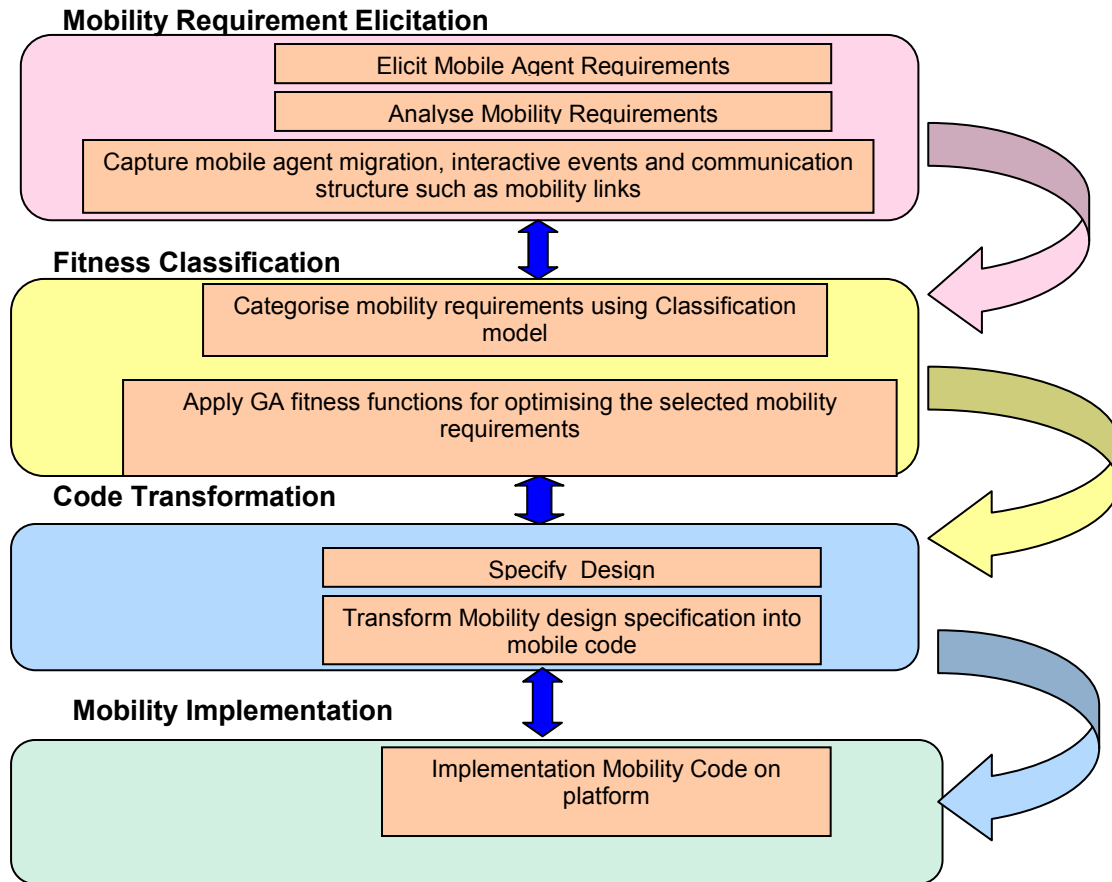 Mobility Requirement Elicitation
Elicit Mobile Agent Requirements
Analyse Mobility Requirements
Capture mobile agent migration, interactive events and communication
structure such as mobility links
Fitness Classification
Categorise mobility requirements using Classification
model
Apply GA fitness functions for optimising the selected mobility
requirements
Code Transformation
Specify Design
Transform Mobility design specification into
mobile code
Mobility Implementation
Implementation Mobility Code on
platform